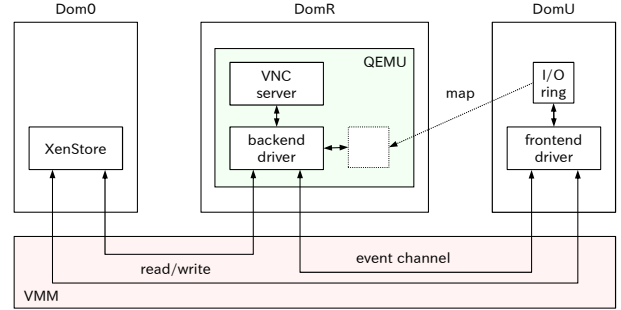 Dom0
DomR
DomU
QEMU
VNC
server
I/O
ring
map
XenStore
backend
driver
frontend
driver
read/write
event channel
VMM